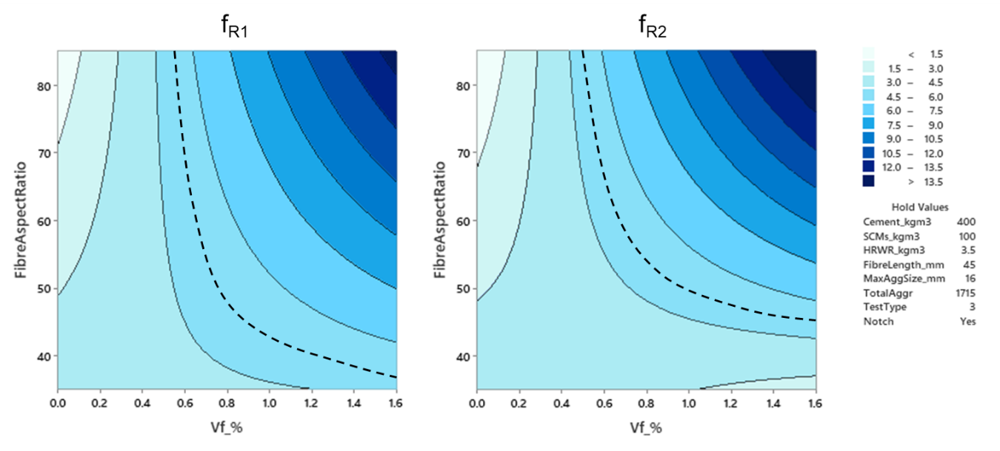 fR1
fR2
FibreAspectRatio
80
70
60
50
40
0.0 0.2 0.4 0.6 0.8 1.0 1.2 1.4 1.6
Vf_%
FibreAspectRatio
80
70
60
50
40
0.0 0.2 0.4 0.6 0.8 1.0 1.2 1.4 1.6
Vf_%
< 1.5
1.5 – 3.0
3.0 – 4.5
4.5 – 6.0
6.0 – 7.5
7.5 – 9.0
9.0 – 10.5
10.5 – 12.0
12.0 – 13.5
> 13.5
Hold Values
Cement_kgm3 400
SCMs_kgm3 100
HRWR_kgm3 3.5
FibreLength_mm 45
MaxAggSize_mm 16
TotalAggr 1715
TestType 3
Notch Yes